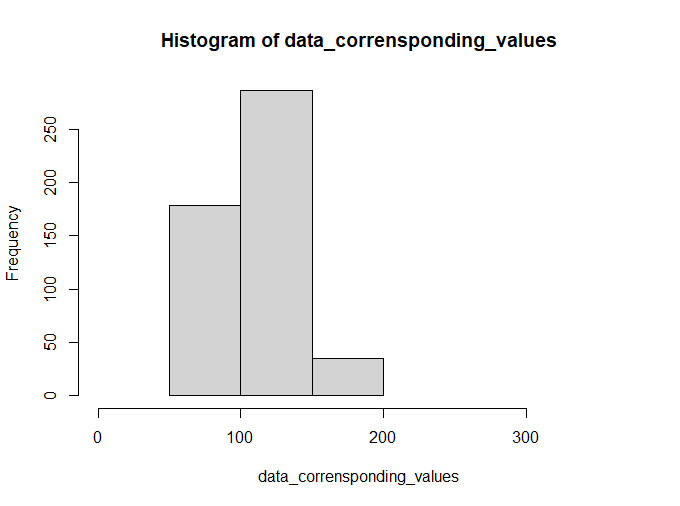 Histogram of data_corrensponding_values
Frequency
250
200
150
100
50
0
0 100 200 300
data_corrensponding_values